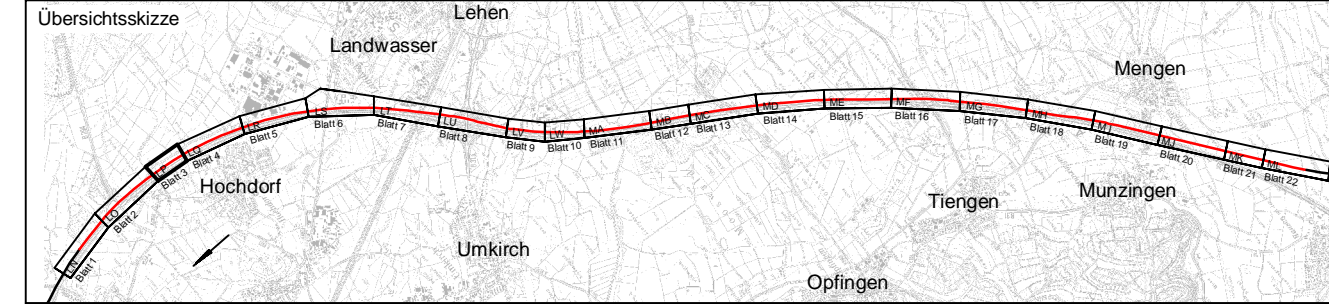 Übersichtsskizze
Lehen
Landwasser
Mengen
Hochdorf
Umkirch
Tiengen
Munzingen
Opfingen
LN
Blatt 1
LO
Blatt 2
LP
Blatt 3
LQ
Blatt 4
LR
Blatt 5
LS
Blatt 6
LT
Blatt 7
LU
Blatt 8
LV
Blatt 9
LW
Blatt 10
MA
Blatt 11
MB
Blatt 12
MC
Blatt 13
MD
Blatt 14
ME
Blatt 15
MF
Blatt 16
MG
Blatt 17
MH
Blatt 18
MI
Blatt 19
MJ
Blatt 20
MK
Blatt 21
ML
Blatt 22